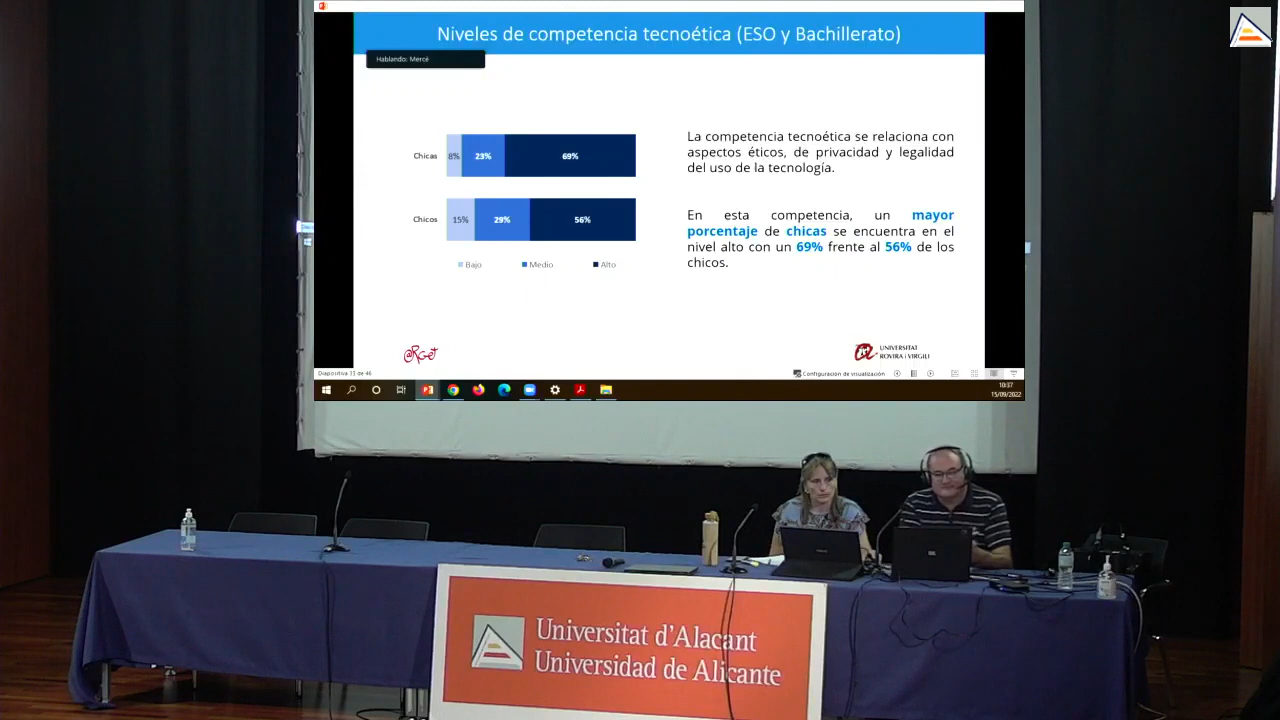 Niveles de competencia tecnoética (ESO y Bachillerato)
Hablando: Mercè
Chicas 8% 23% 69%
Chicos 15% 29% 56%
Bajo Medio Alto
La competencia tecnoética se relaciona con
aspectos éticos, de privacidad y legalidad
del uso de la tecnología.
En esta competencia, un mayor
porcentaje de chicas se encuentra en el
nivel alto con un 69% frente al 56% de los
chicos.
@RGET
UNIVERSITAT
ROVIRA i VIRGILI
Configuración de visualización
10:37
15/09/2022
Universitat d'Alacant
Universidad de Alicante